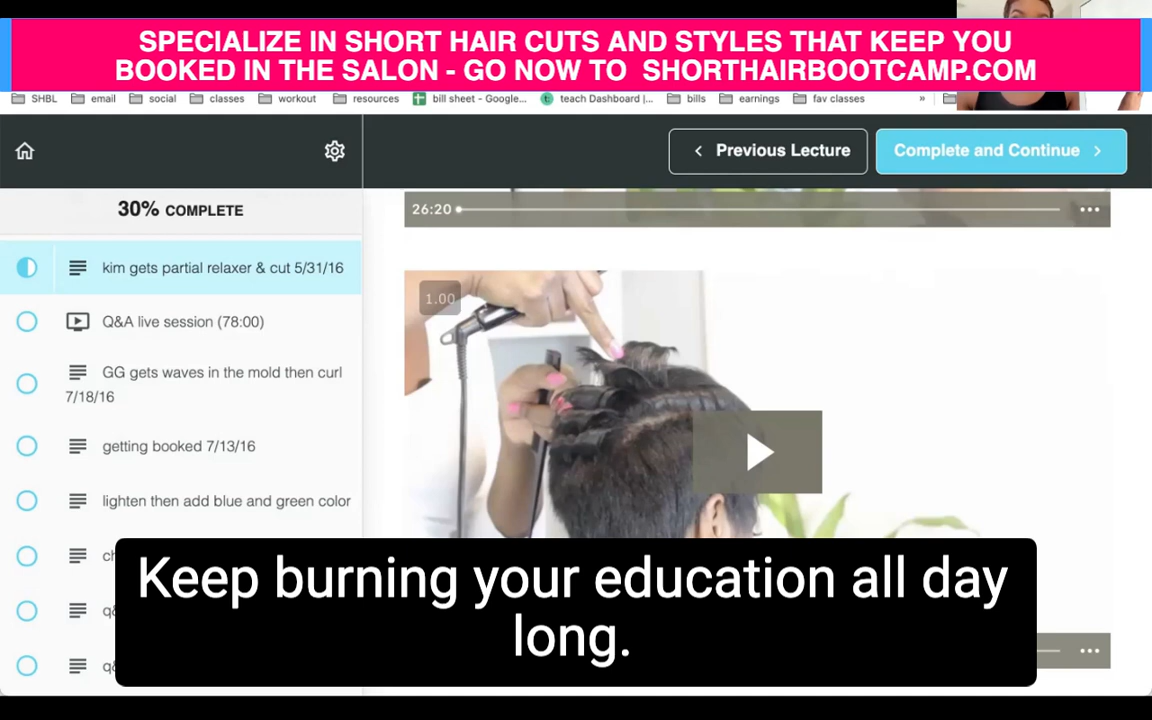 SPECIALIZE IN SHORT HAIR CUTS AND STYLES THAT KEEP YOU
BOOKED IN THE SALON - GO NOW TO SHORTHAIRBOOTCAMP.COM
SHBL email social classes workout resources bill sheet - Google... teach Dashboard |... bills earnings fav classes »
Previous Lecture Complete and Continue
30% COMPLETE
26:20
kim gets partial relaxer & cut 5/31/16
1.00
Q&A live session (78:00)
GG gets waves in the mold then curl
7/18/16
getting booked 7/13/16
lighten then add blue and green color
Keep burning your education all day
long.